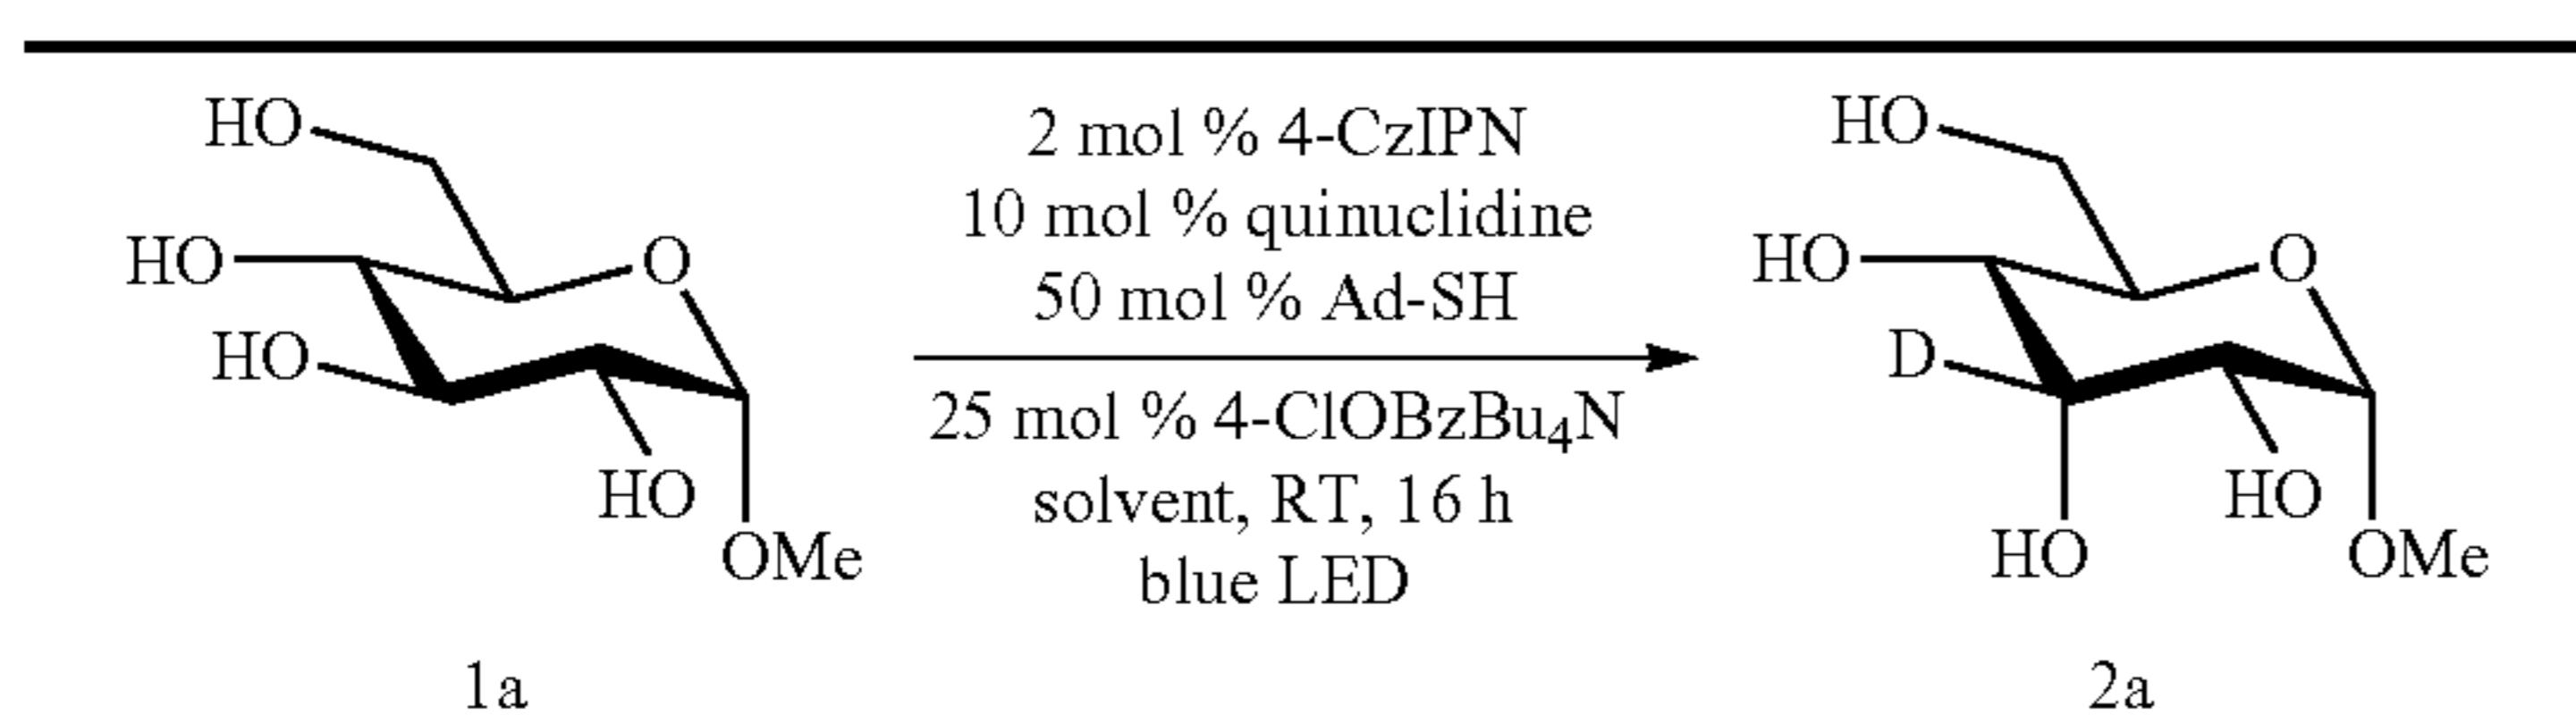 HO
HO
HO
O
HO
OMe
1a
2 mol % 4-CzIPN
10 mol % quinuclidine
50 mol % Ad-SH
25 mol % 4-ClOBzBu₄N
solvent, RT, 16 h
blue LED
HO
HO
D
O
HO
HO
OMe
2a